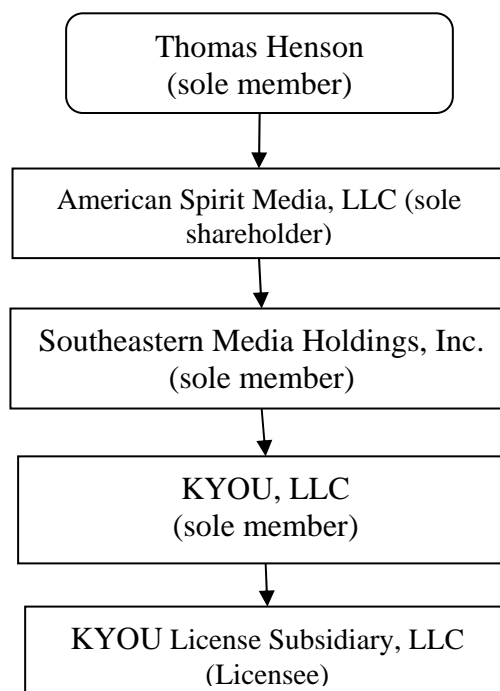 Thomas Henson
(sole member)
American Spirit Media, LLC (sole
shareholder)
Southeastern Media Holdings, Inc.
(sole member)
KYOU, LLC
(sole member)
KYOU License Subsidiary, LLC
(Licensee)